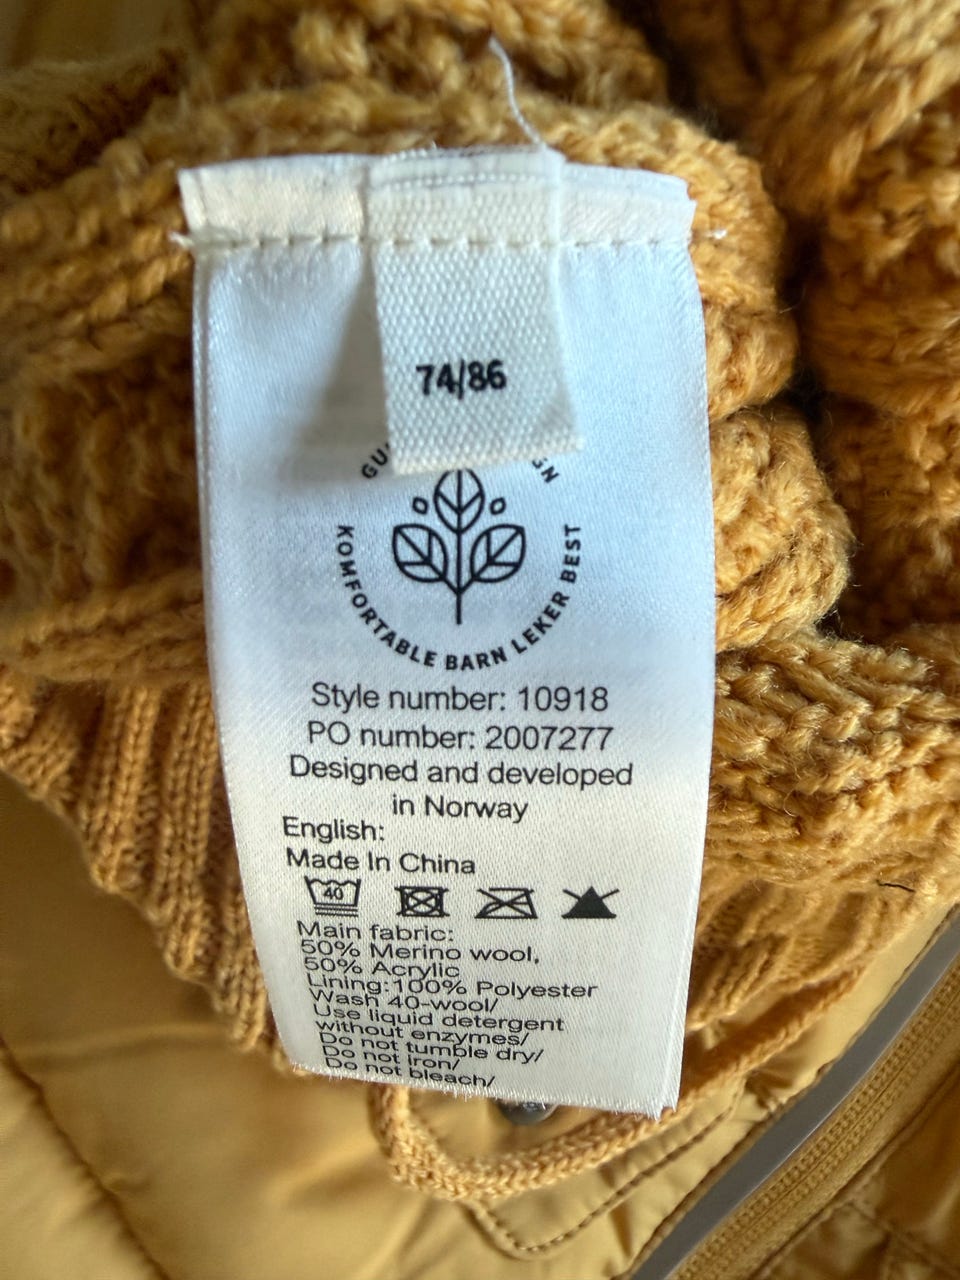 74/86
KOMFORTABLE BARN LEKER BEST
Style number: 10918
PO number: 2007277
Designed and developed
in Norway
English:
Made In China
40
Main fabric:
50% Merino wool,
50% Acrylic
Lining:100% Polyester
Wash 40-wool/
Use liquid detergent
without enzymes/
Do not tumble dry/
Do not iron/
Do not bleach/